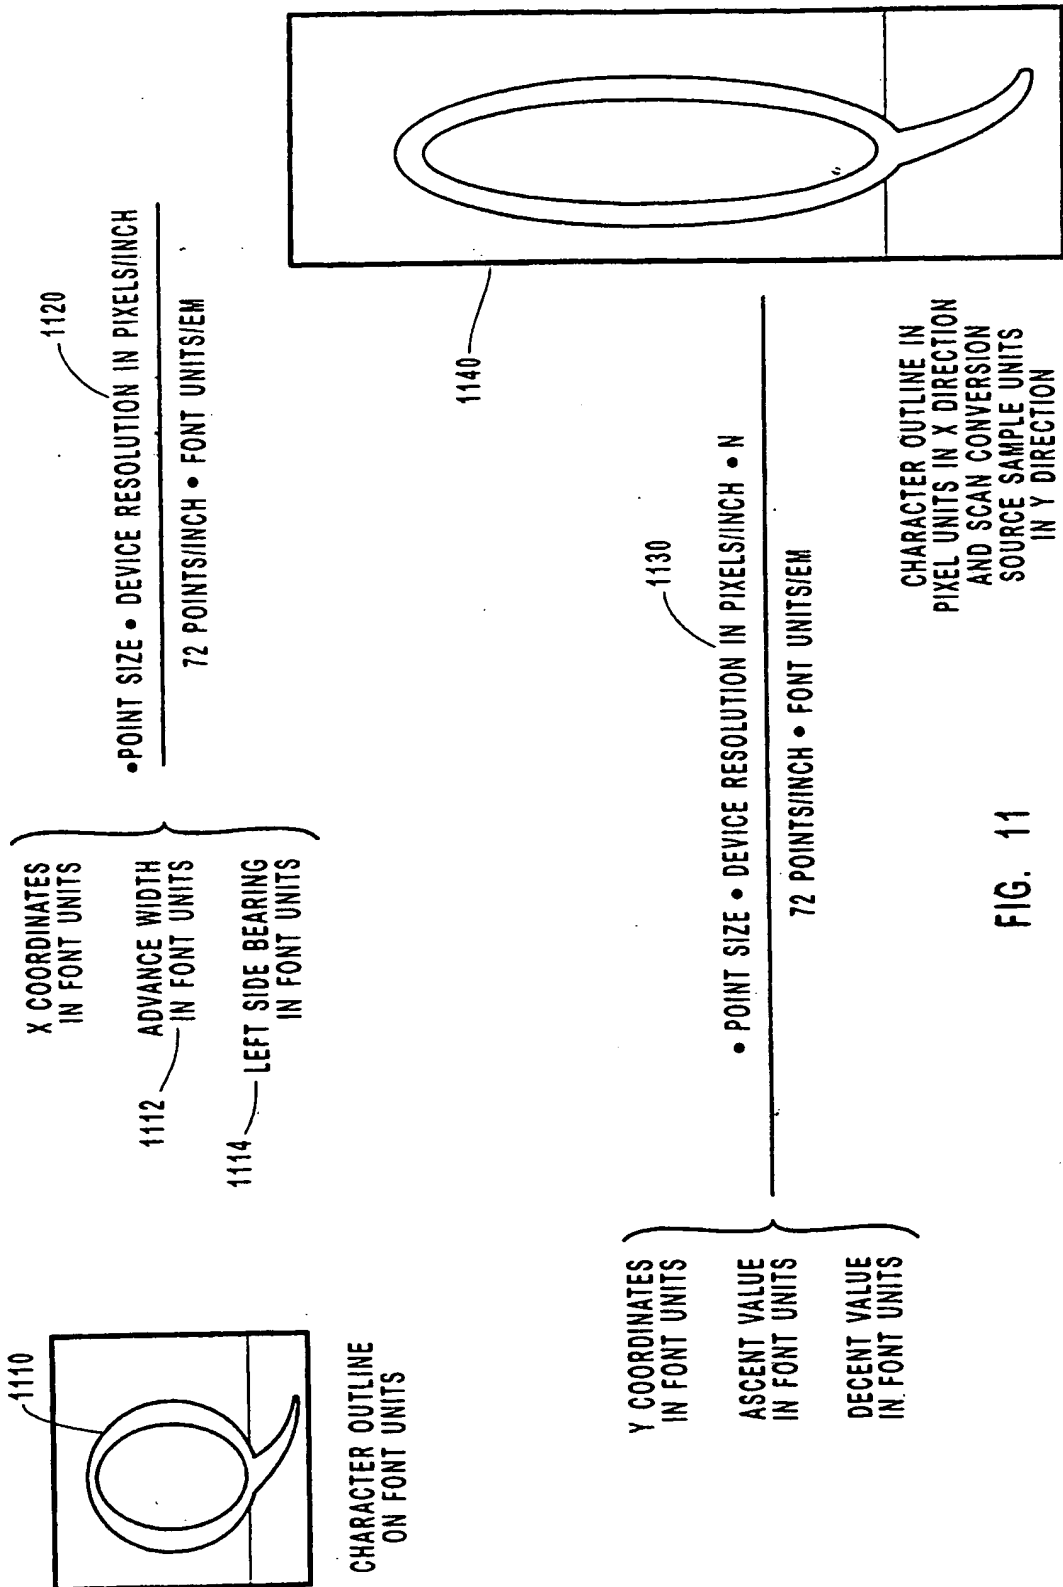 1110
CHARACTER OUTLINE
ON FONT UNITS
X COORDINATES
IN FONT UNITS
ADVANCE WIDTH
IN FONT UNITS
1112
LEFT SIDE BEARING
IN FONT UNITS
1114
•POINT SIZE • DEVICE RESOLUTION IN PIXELS/INCH
72 POINTS/INCH • FONT UNITS/EM
1120
Y COORDINATES
IN FONT UNITS
ASCENT VALUE
IN FONT UNITS
DECENT VALUE
IN FONT UNITS
• POINT SIZE • DEVICE RESOLUTION IN PIXELS/INCH • N
72 POINTS/INCH • FONT UNITS/EM
1130
1140
CHARACTER OUTLINE IN
PIXEL UNITS IN X DIRECTION
AND SCAN CONVERSION
SOURCE SAMPLE UNITS
IN Y DIRECTION
FIG. 11